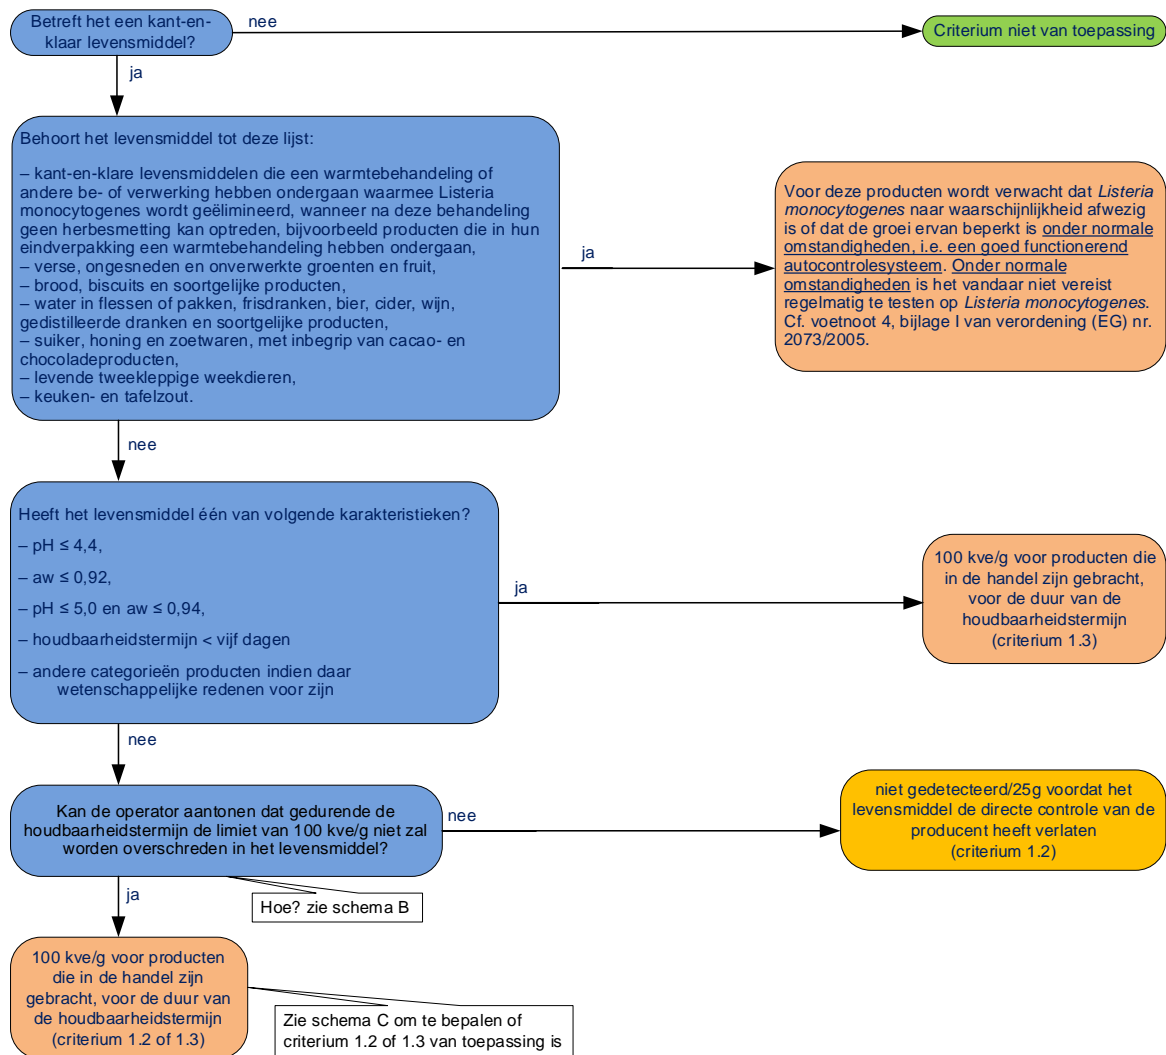 Betreft het een kant-en-
klaar levensmiddel?
nee
Criterium niet van toepassing
ja
Behoort het levensmiddel tot deze lijst:
– kant-en-klare levensmiddelen die een warmtebehandeling of
andere be- of verwerking hebben ondergaan waarmee Listeria
monocytogenes wordt geëlimineerd, wanneer na deze behandeling
geen herbesmetting kan optreden, bijvoorbeeld producten die in hun
eindverpakking een warmtebehandeling hebben ondergaan,
– verse, ongesneden en onverwerkte groenten en fruit,
– brood, biscuits en soortgelijke producten,
– water in flessen of pakken, frisdranken, bier, cider, wijn,
gedistilleerde dranken en soortgelijke producten,
– suiker, honing en zoetwaren, met inbegrip van cacao- en
chocoladeproducten,
– levende tweekleppige weekdieren,
– keuken- en tafelzout.
ja
Voor deze producten wordt verwacht dat Listeria
monocytogenes naar waarschijnlijkheid afwezig
is of dat de groei ervan beperkt is onder normale
omstandigheden, i.e. een goed functionerend
autocontrolesysteem. Onder normale
omstandigheden is het vandaar niet vereist
regelmatig te testen op Listeria monocytogenes.
Cf. voetnoot 4, bijlage I van verordening (EG) nr.
2073/2005.
nee
Heeft het levensmiddel één van volgende karakteristieken?
– pH ≤ 4,4,
– aw ≤ 0,92,
– pH ≤ 5,0 en aw ≤ 0,94,
– houdbaarheidstermijn < vijf dagen
– andere categorieën producten indien daar
wetenschappelijke redenen voor zijn
ja
100 kve/g voor producten die
in de handel zijn gebracht,
voor de duur van de
houdbaarheidstermijn
(criterium 1.3)
nee
Kan de operator aantonen dat gedurende de
houdbaarheidstermijn de limiet van 100 kve/g niet zal
worden overschreden in het levensmiddel?
nee
niet gedetecteerd/25g voordat het
levensmiddel de directe controle van de
producent heeft verlaten
(criterium 1.2)
ja
Hoe? zie schema B
100 kve/g voor producten
die in de handel zijn
gebracht, voor de duur van
de houdbaarheidstermijn
(criterium 1.2 of 1.3)
Zie schema C om te bepalen of
criterium 1.2 of 1.3 van toepassing is